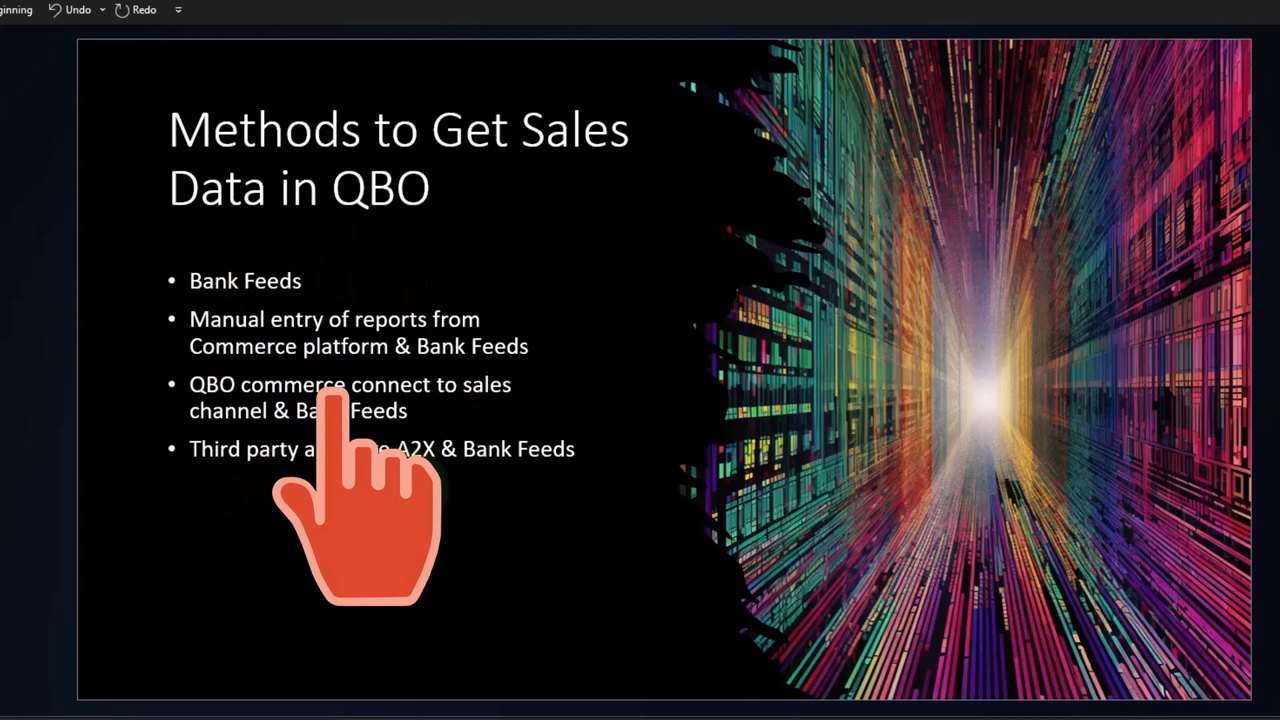 ginning Undo Redo
Methods to Get Sales
Data in QBO
• Bank Feeds
• Manual entry of reports from
Commerce platform & Bank Feeds
• QBO commerce connect to sales
channel & Feeds
• Third party A2X & Bank Feeds